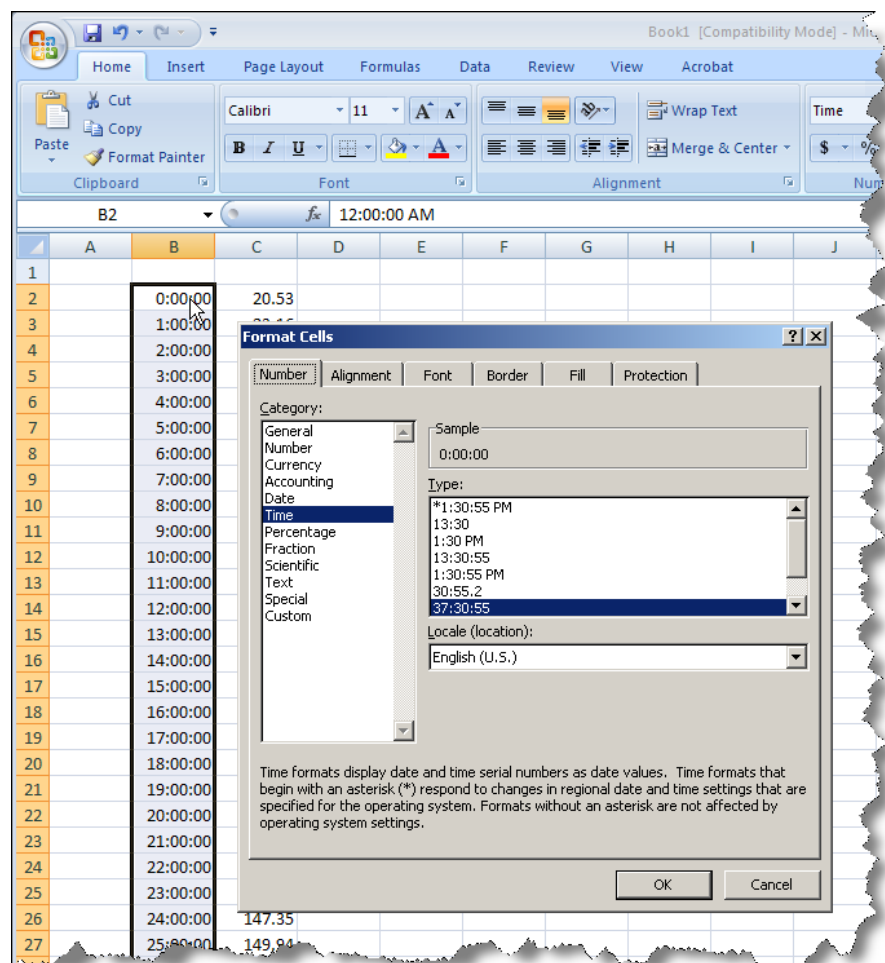 Book1 [Compatibility Mode] - Mic
Home Insert Page Layout Formulas Data Review View Acrobat
Cut
Copy
Format Painter
Paste
Clipboard
Calibri 11 A A
B I U A
Font
Wrap Text
Merge & Center
Alignment
Time
$ %
Num
B2 fx 12:00:00 AM
A B C D E F G H I J
1
2 0:00:00 20.53
3 1:00:00
4 2:00:00
5 3:00:00
6 4:00:00
7 5:00:00
8 6:00:00
9 7:00:00
10 8:00:00
11 9:00:00
12 10:00:00
13 11:00:00
14 12:00:00
15 13:00:00
16 14:00:00
17 15:00:00
18 16:00:00
19 17:00:00
20 18:00:00
21 19:00:00
22 20:00:00
23 21:00:00
24 22:00:00
25 23:00:00
26 24:00:00 147.35
27 25:00:00 149.94
Format Cells ? X
Number Alignment Font Border Fill Protection
Category:
General
Number
Currency
Accounting
Date
Time
Percentage
Fraction
Scientific
Text
Special
Custom
Sample
0:00:00
Type:
*1:30:55 PM
13:30
1:30 PM
13:30:55
1:30:55 PM
30:55.2
37:30:55
Locale (location):
English (U.S.)
Time formats display date and time serial numbers as date values. Time formats that
begin with an asterisk (*) respond to changes in regional date and time settings that are
specified for the operating system. Formats without an asterisk are not affected by
operating system settings.
OK Cancel